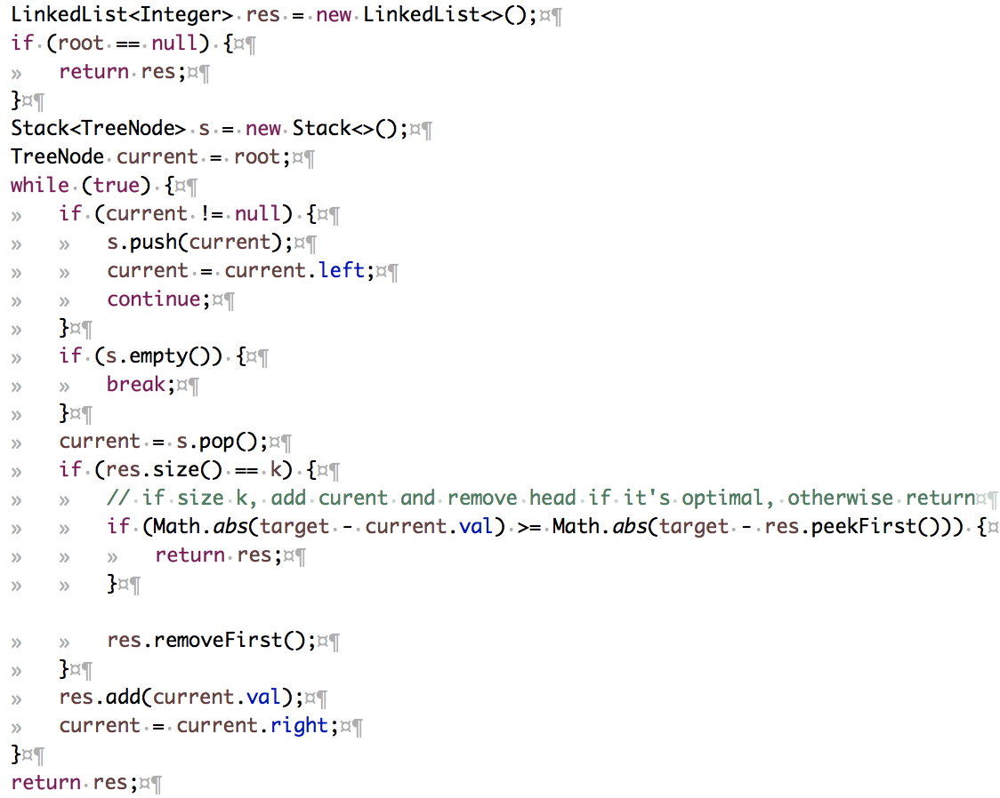 LinkedList<Integer>·res·=·new·LinkedList<>();¤¶
if·(root·==·null)·{¤¶
»	return·res;¤¶
}¤¶
Stack<TreeNode>·s·=·new·Stack<>();¤¶
TreeNode·current·=·root;¤¶
while·(true)·{¤¶
»	if·(current·!=·null)·{¤¶
»	»	s.push(current);¤¶
»	»	current·=·current.left;¤¶
»	»	continue;¤¶
»	}¤¶
»	if·(s.empty())·{¤¶
»	»	break;¤¶
»	}¤¶
»	current·=·s.pop();¤¶
»	if·(res.size()·==·k)·{¤¶
»	»	//·if·size·k,·add·curent·and·remove·head·if·it's·optimal,·otherwise·return¤¶
»	»	if·(Math.abs(target·-·current.val)·>=·Math.abs(target·-·res.peekFirst()))·{¤
»	»	»	return·res;¤¶
»	»	}¤¶
»	»	res.removeFirst();¤¶
»	}¤¶
»	res.add(current.val);¤¶
»	current·=·current.right;¤¶
}¤¶
return·res;¤¶